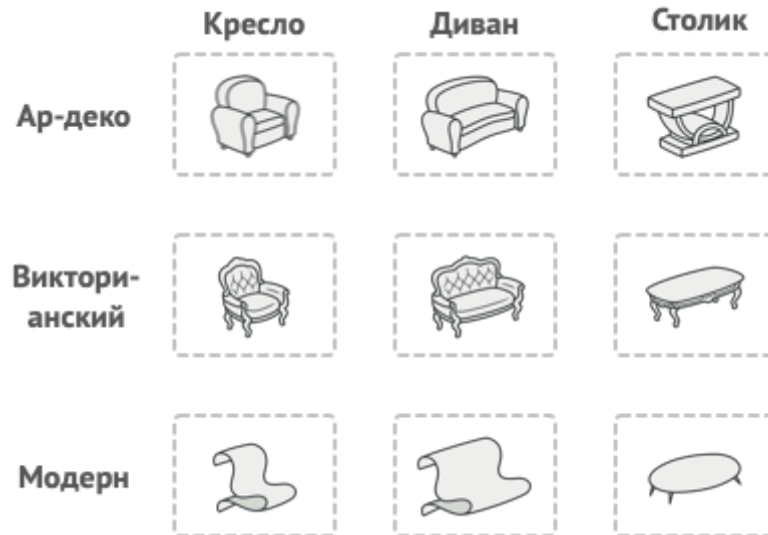 Кресло Диван Столик
Ар-деко
Виктори-
анский
Модерн